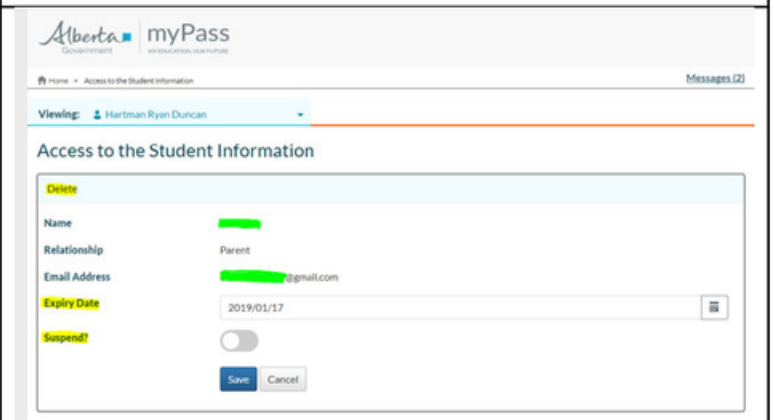 Alberta myPass
Government MY EDUCATION, OUR FUTURE
Home > Access to the Student Information Messages (2)
Viewing: Hartman Ryan Duncan
Access to the Student Information
Delete
Name
Relationship Parent
Email Address @gmail.com
Expiry Date 2019/01/17
Suspend?
Save Cancel